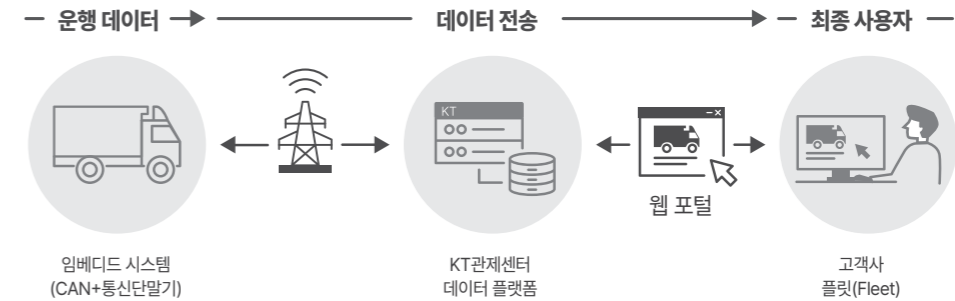 운행 데이터
데이터 전송
최종 사용자
KT
웹 포털
임베디드 시스템
(CAN+통신단말기)
KT관제센터
데이터 플랫폼
고객사
플릿(Fleet)